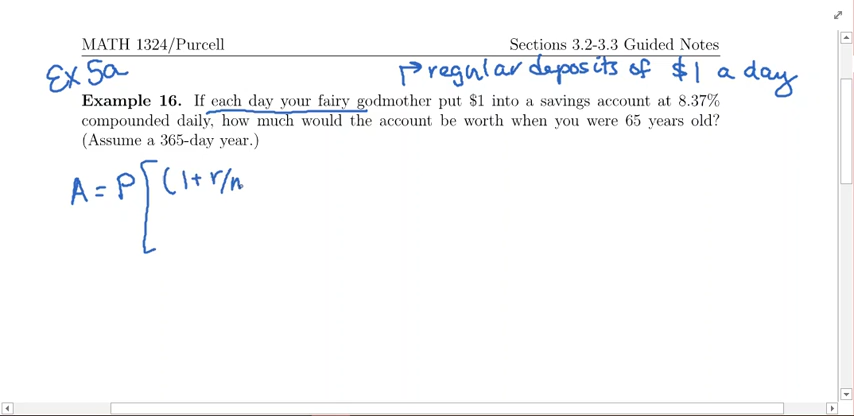 MATH 1324/Purcell Sections 3.2-3.3 Guided Notes
Ex 5a regular deposits of $1 a day
Example 16. If each day your fairy godmother put $1 into a savings account at 8.37%
compounded daily, how much would the account be worth when you were 65 years old?
(Assume a 365-day year.)
A = P[(1+r/n